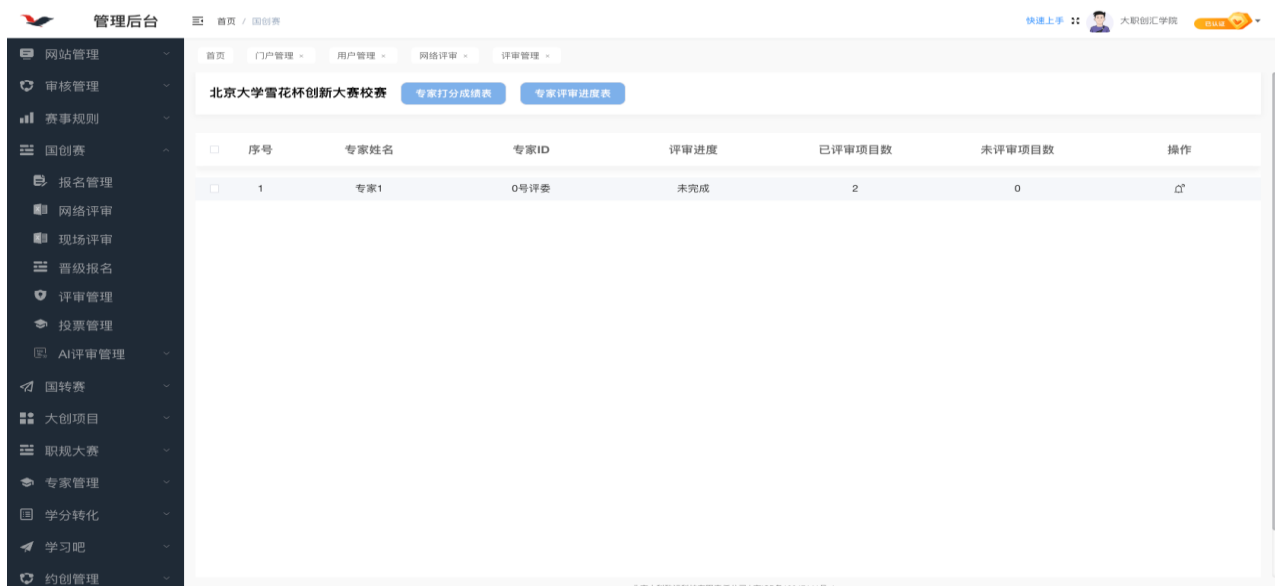 管理后台
首页 / 国创赛
快速上手
大职创汇学院
已认证
网站管理
审核管理
赛事规则
国创赛
报名管理
网络评审
现场评审
晋级报名
评审管理
投票管理
AI评审管理
国转赛
大创项目
职规大赛
专家管理
学分转化
学习吧
约创管理
首页 门户管理 × 用户管理 × 网络评审 × 评审管理 ×
北京大学雪花杯创新大赛校赛 专家打分成绩表 专家评审进度表
序号 专家姓名 专家ID 评审进度 已评审项目数 未评审项目数 操作
1 专家1 0号评委 未完成 2 0